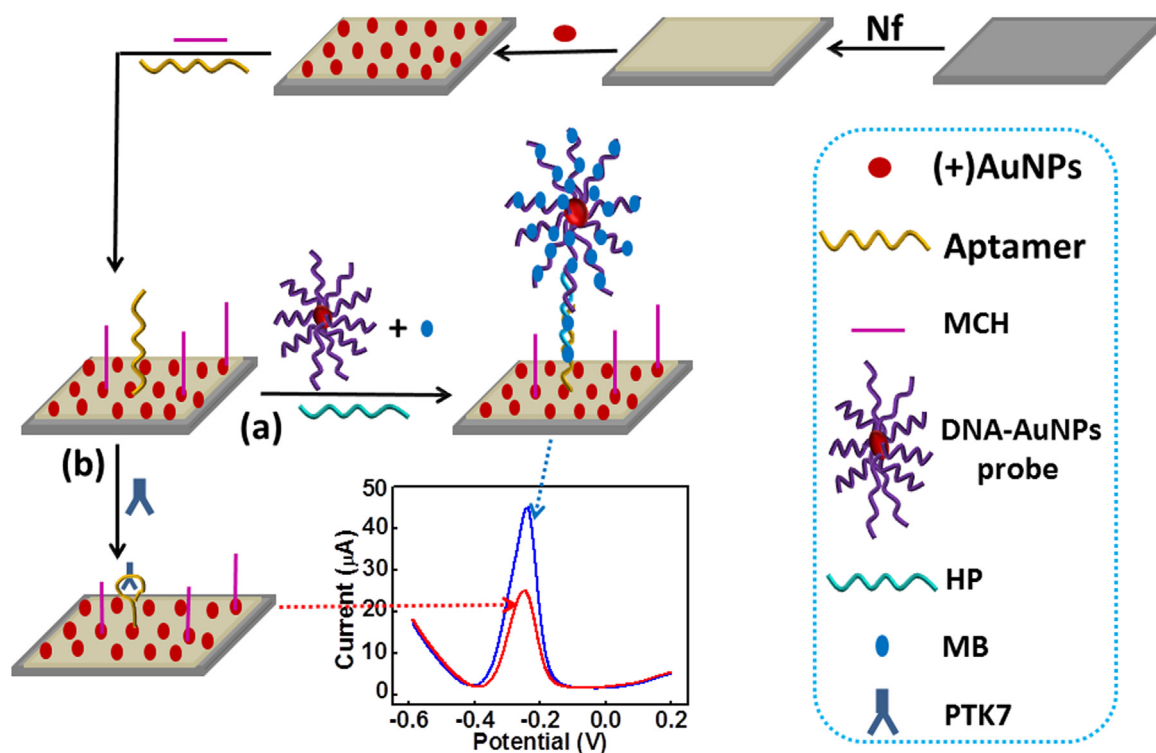 Nf
(+)AuNPs
Aptamer
MCH
DNA-AuNPs
probe
HP
MB
PTK7
+
(a)
(b)
50
40
30
20
10
0
Current (µA)
-0.6
-0.4
-0.2
0.0
0.2
Potential (V)